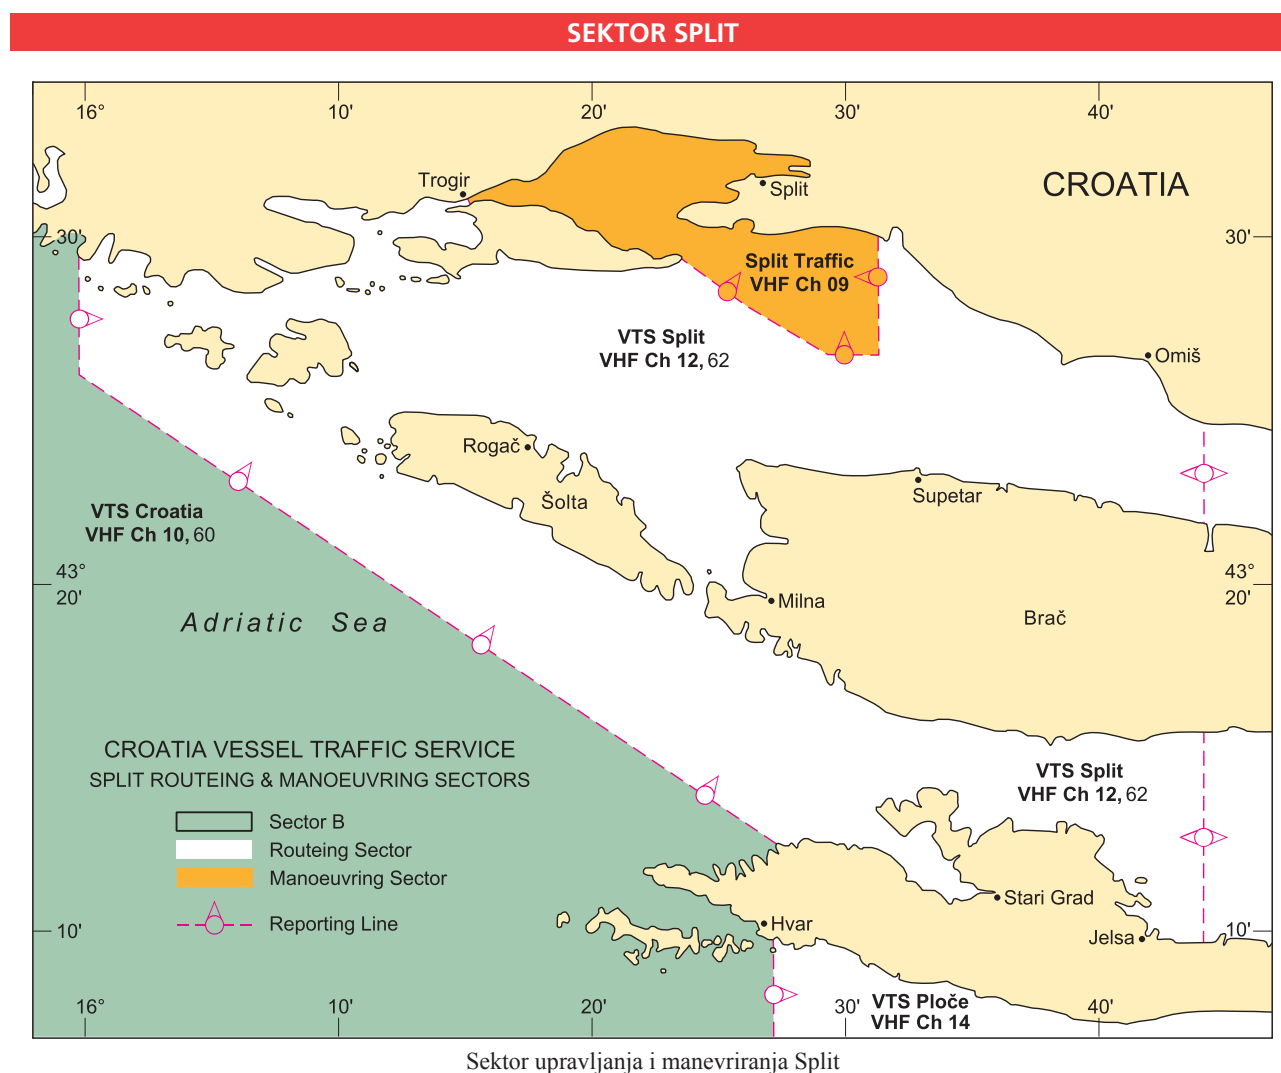 SEKTOR SPLIT
16°
10'
20'
30'
40'
Trogir
Split
CROATIA
30'
30'
Split Traffic
VHF Ch 09
VTS Split
VHF Ch 12, 62
Omiš
Rogač
Šolta
Supetar
VTS Croatia
VHF Ch 10, 60
43°
20'
43°
20'
Milna
Brač
Adriatic Sea
CROATIA VESSEL TRAFFIC SERVICE
SPLIT ROUTEING & MANOEUVRING SECTORS
Sector B
Routeing Sector
Manoeuvring Sector
Reporting Line
VTS Split
VHF Ch 12, 62
Stari Grad
Hvar
Jelsa
10'
10'
16°
10'
20'
30'
40'
VTS Ploče
VHF Ch 14
Sektor upravljanja i manevriranja Split